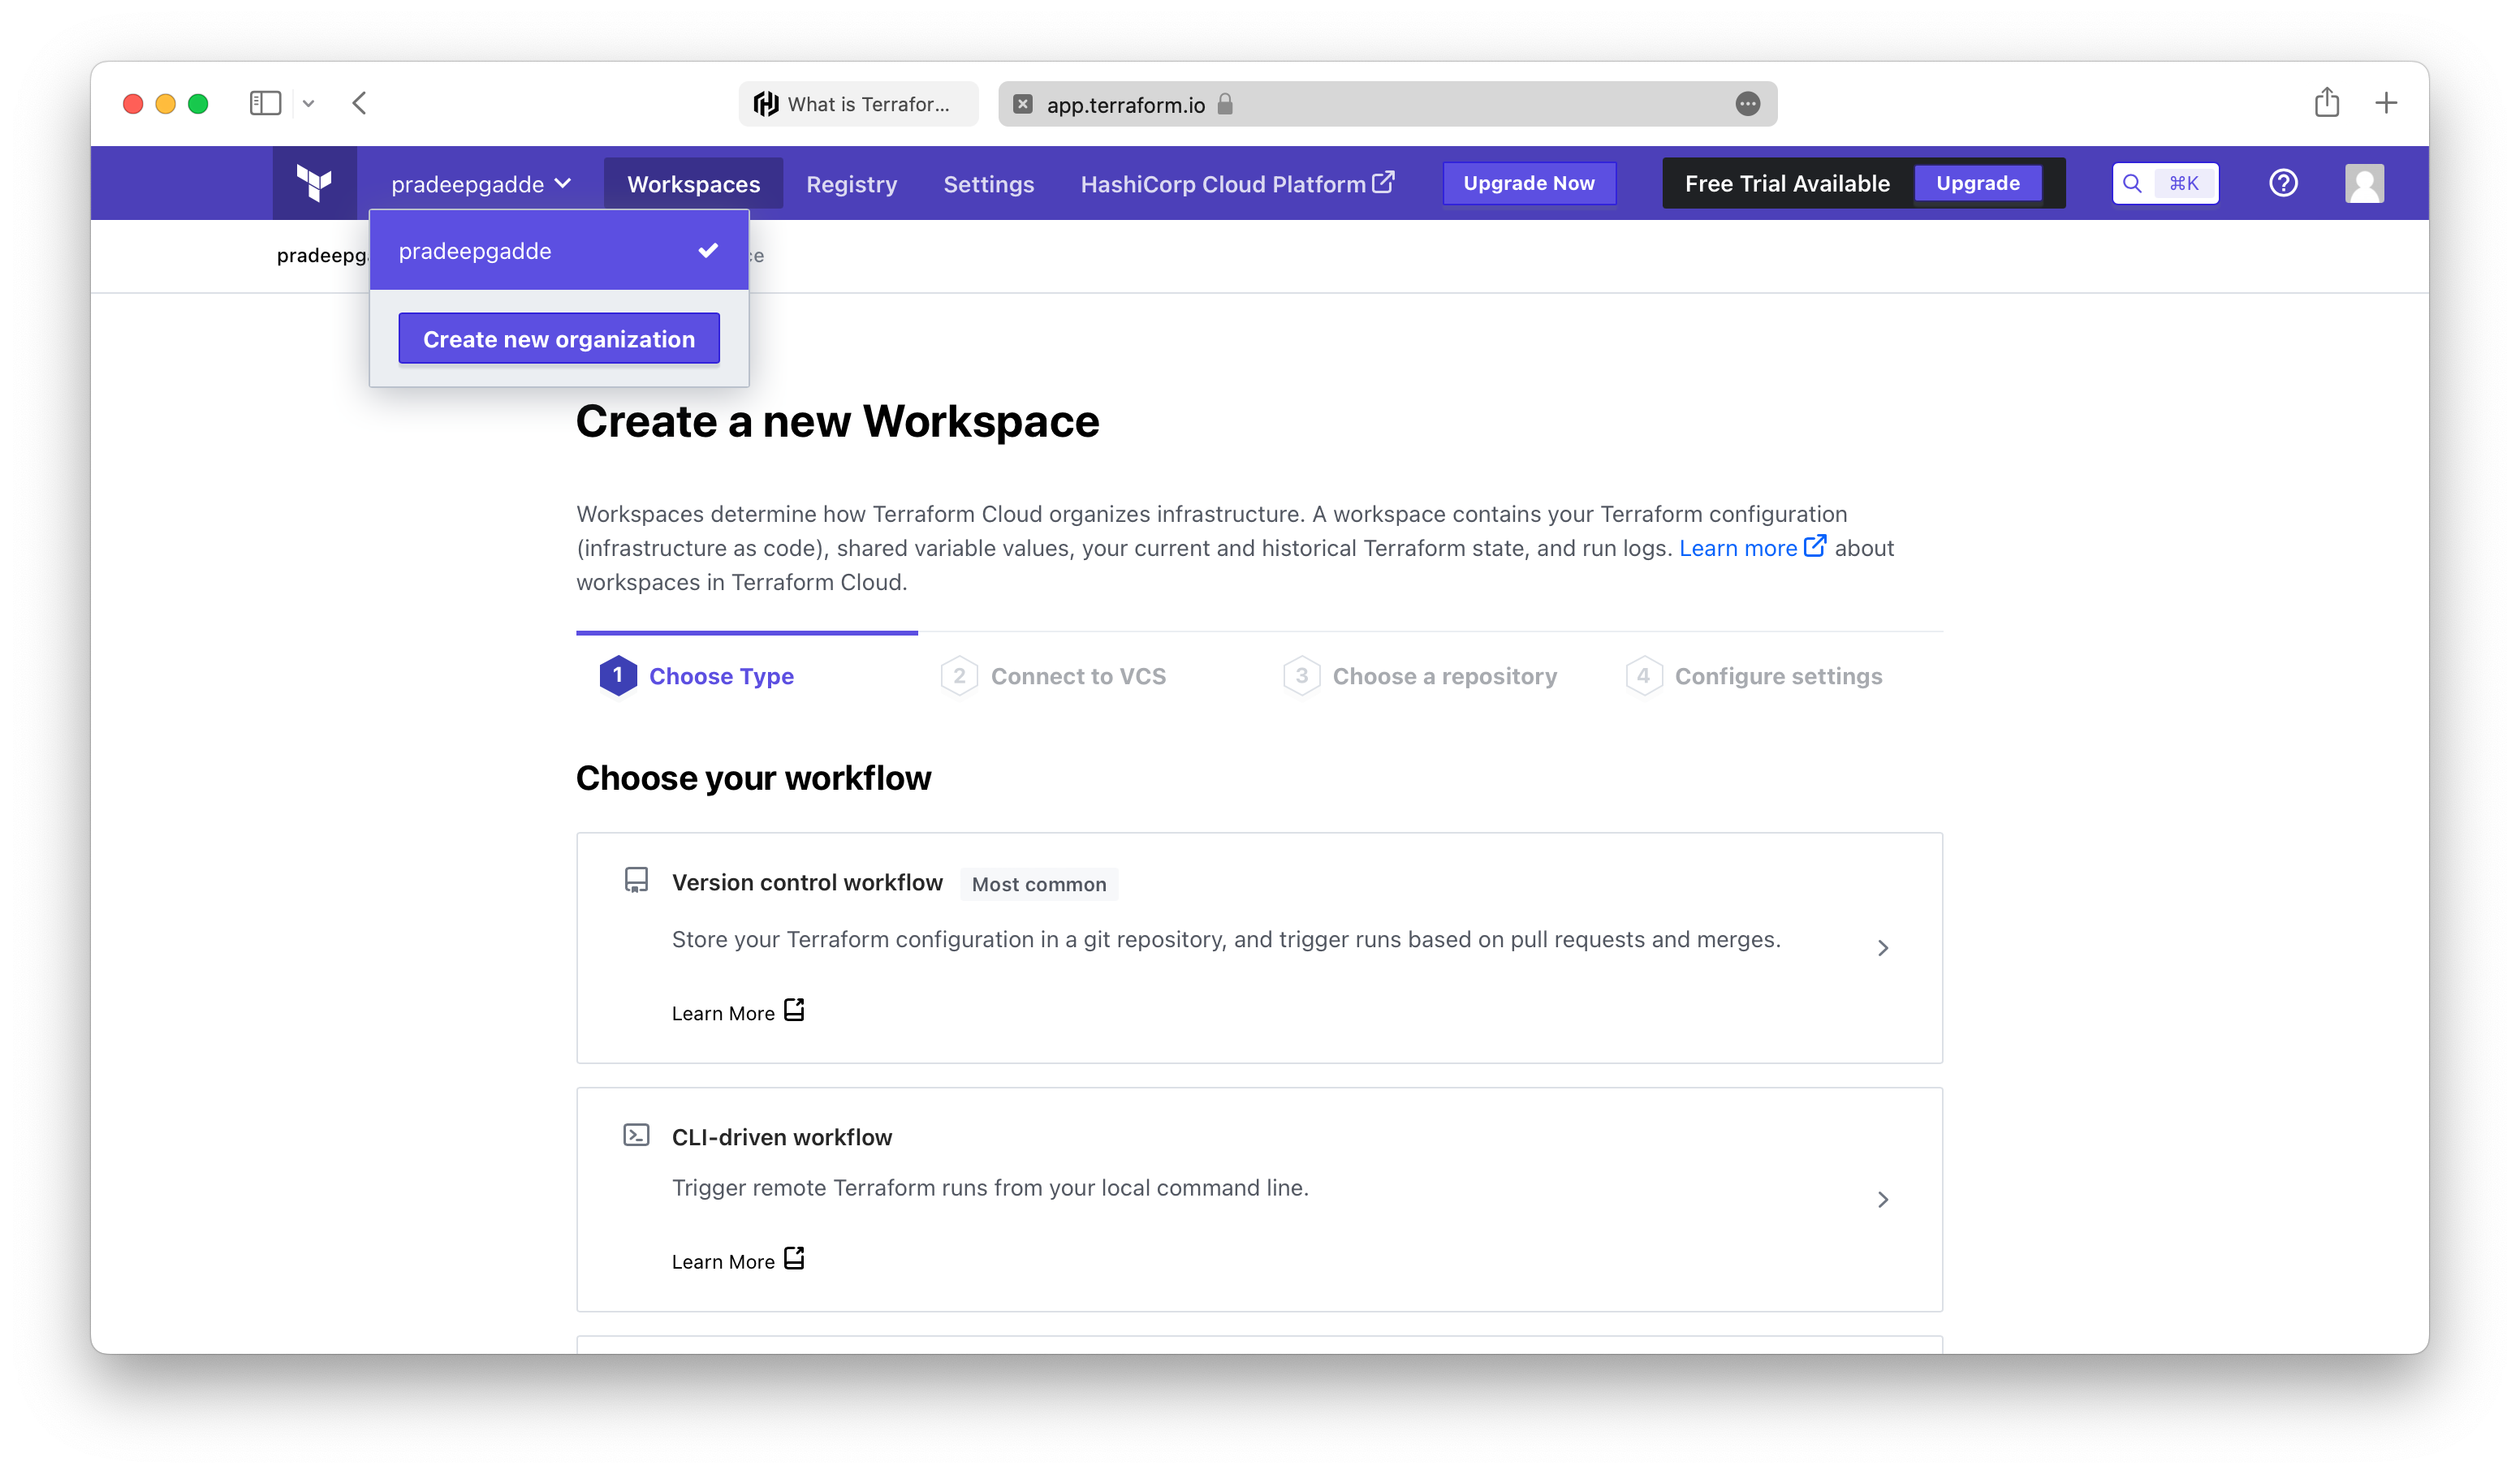 What is Terrafor...
app.terraform.io
pradeepgadde
Workspaces
Registry
Settings
HashiCorp Cloud Platform
Upgrade Now
Free Trial Available
Upgrade
⌘K
pradeepgadde
Create new organization
Create a new Workspace
Workspaces determine how Terraform Cloud organizes infrastructure. A workspace contains your Terraform configuration
(infrastructure as code), shared variable values, your current and historical Terraform state, and run logs. Learn more about
workspaces in Terraform Cloud.
1 Choose Type
2 Connect to VCS
3 Choose a repository
4 Configure settings
Choose your workflow
Version control workflow
Most common
Store your Terraform configuration in a git repository, and trigger runs based on pull requests and merges.
Learn More
CLI-driven workflow
Trigger remote Terraform runs from your local command line.
Learn More